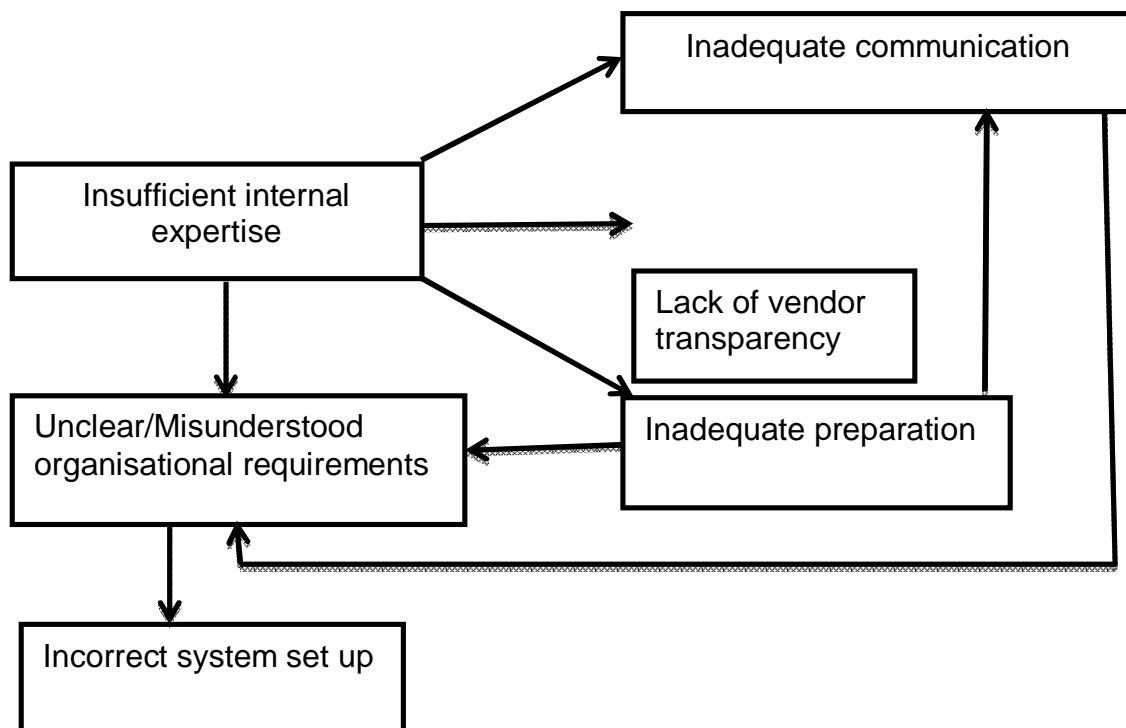 Inadequate communication
Insufficient internal
expertise
Lack of vendor
transparency
Unclear/Misunderstood
organisational requirements
Inadequate preparation
Incorrect system set up